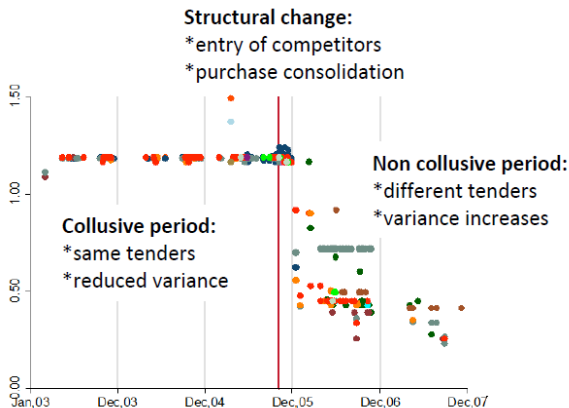 Structural change:
*entry of competitors
*purchase consolidation
1.50
1.00
0.50
0.00
Non collusive period:
*different tenders
*variance increases
Collusive period:
*same tenders
*reduced variance
Jan,03
Dec,03
Dec,04
Dec,05
Dec,06
Dec,07